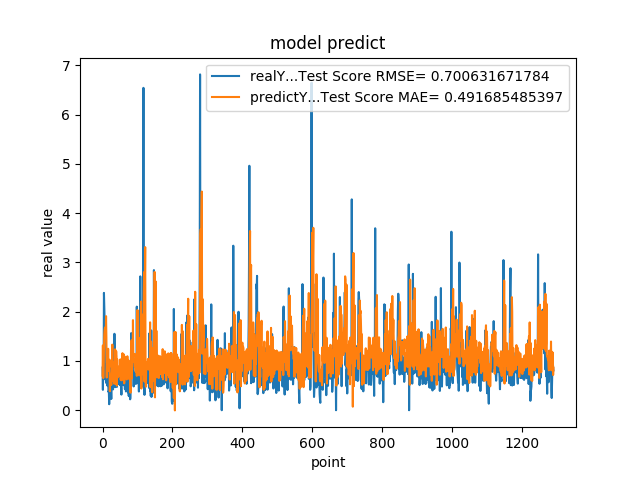 model predict
realY...Test Score RMSE= 0.700631671784
predictY...Test Score MAE= 0.491685485397
7
6
5
4
3
2
1
0
real value
0 200 400 600 800 1000 1200
point